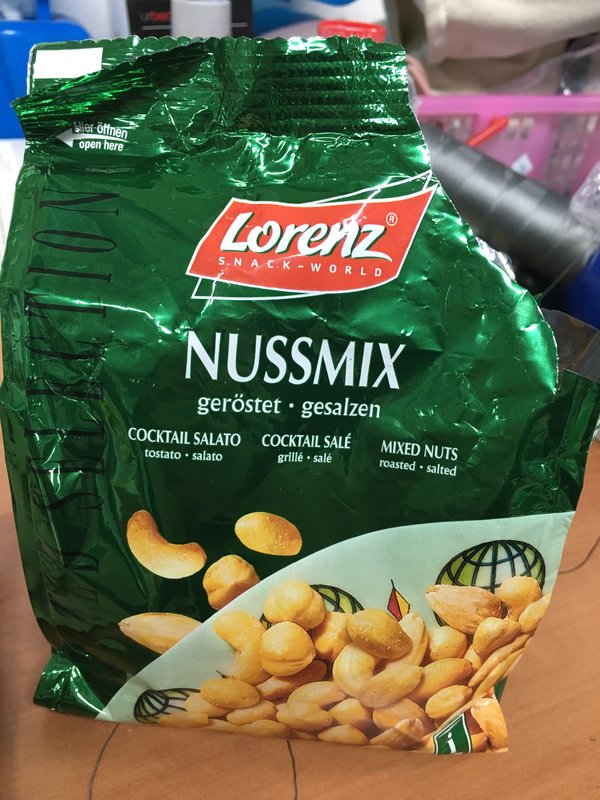 Hier öffnen
open here
Lorenz®
SNACK-WORLD
NUSSMIX
geröstet · gesalzen
COCKTAIL SALATO
tostato · salato
COCKTAIL SALÉ
grillé · salé
MIXED NUTS
roasted · salted
SELECTION
i